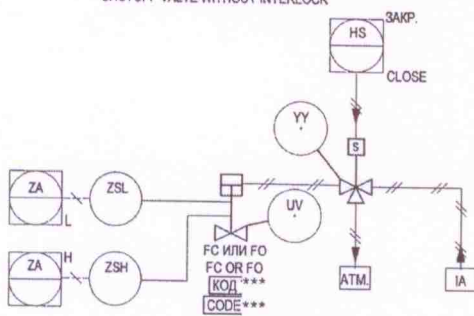 SHUTOFF VALVE WITHOUT INTERLOCK
HS
ЗАКР.
CLOSE
YY
*
S
ZA
L
ZSL
UV
*
ZA
H
ZSH
FC ИЛИ FO
FC OR FO
КОД ***
CODE ***
ATM.
IA